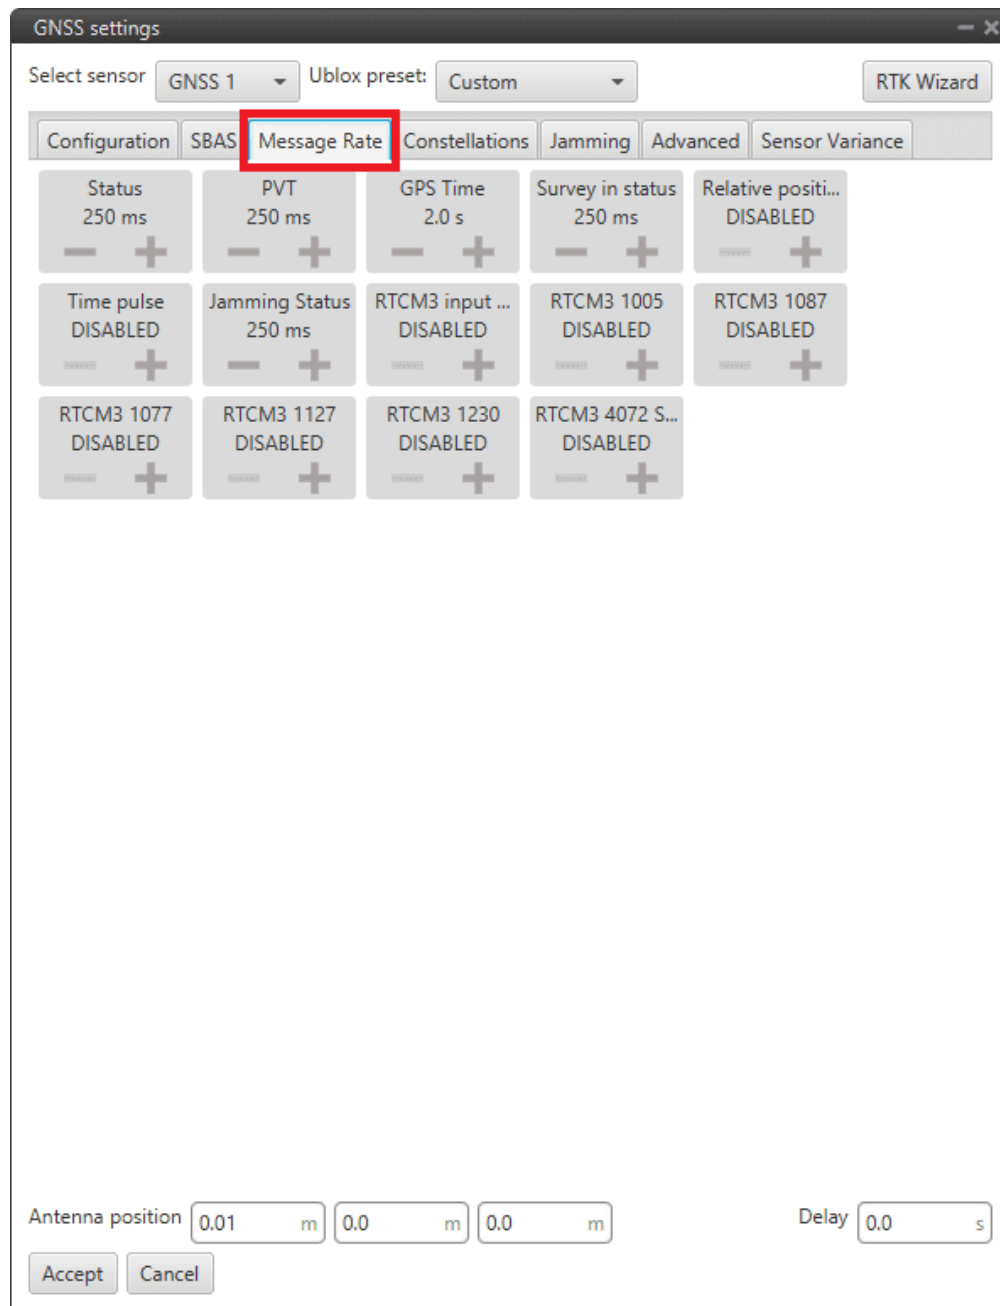 GNSS settings
Select sensor GNSS 1 Ublox preset: Custom RTK Wizard
Configuration SBAS Message Rate Constellations Jamming Advanced Sensor Variance
Status PVT GPS Time Survey in status Relative positi...
250 ms 250 ms 2.0 s 250 ms DISABLED
Time pulse Jamming Status RTCM3 input ... RTCM3 1005 RTCM3 1087
DISABLED 250 ms DISABLED DISABLED DISABLED
RTCM3 1077 RTCM3 1127 RTCM3 1230 RTCM3 4072 S...
DISABLED DISABLED DISABLED DISABLED
Antenna position 0.01 m 0.0 m 0.0 m Delay 0.0 s
Accept Cancel